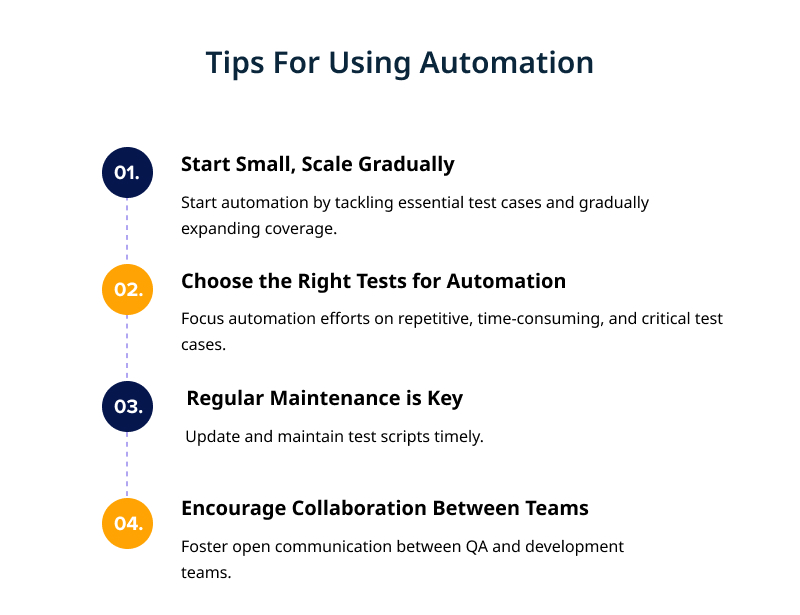 Tips For Using Automation
01.
Start Small, Scale Gradually
Start automation by tackling essential test cases and gradually
expanding coverage.
02.
Choose the Right Tests for Automation
Focus automation efforts on repetitive, time-consuming, and critical test
cases.
03.
Regular Maintenance is Key
Update and maintain test scripts timely.
04.
Encourage Collaboration Between Teams
Foster open communication between QA and development
teams.